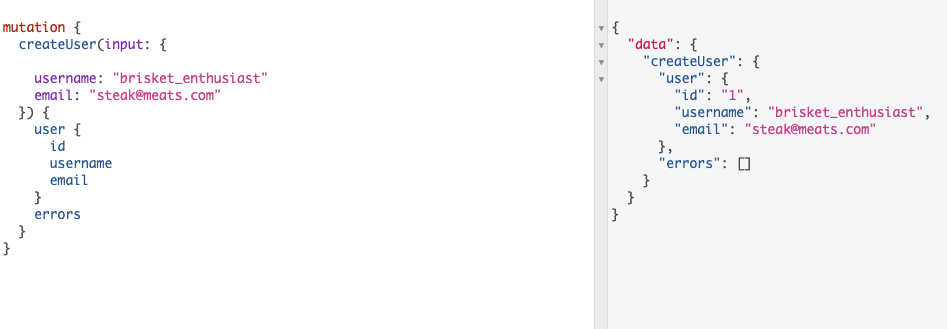 mutation {
  createUser(input: {
    username: "brisket_enthusiast"
    email: "steak@meats.com"
  }) {
    user {
      id
      username
      email
    }
    errors
  }
}
{
  "data": {
    "createUser": {
      "user": {
        "id": "1",
        "username": "brisket_enthusiast",
        "email": "steak@meats.com"
      },
      "errors": []
    }
  }
}